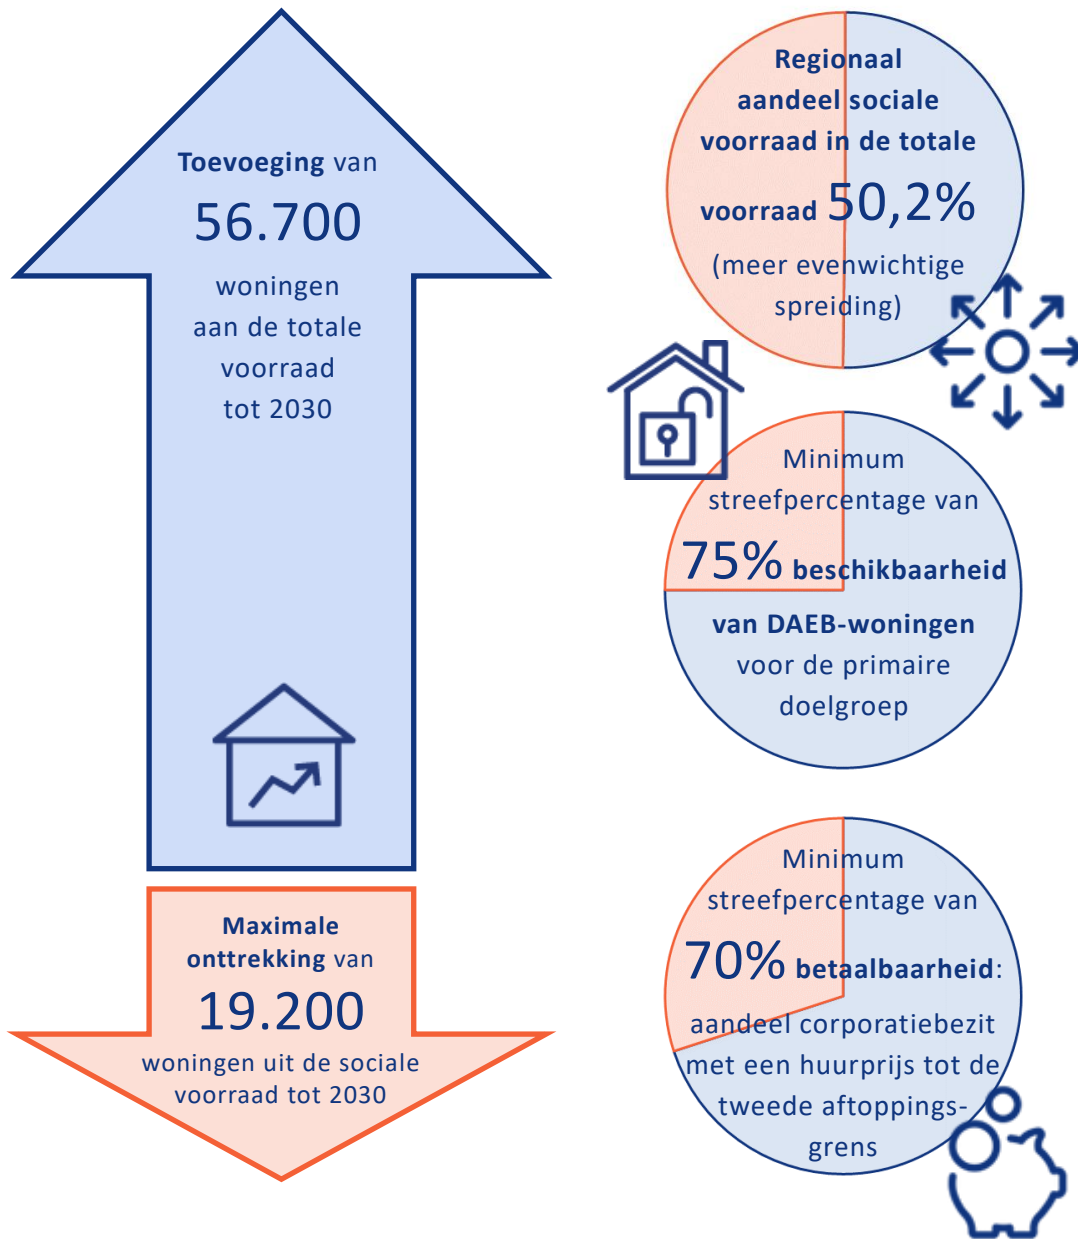 Toevoeging van
56.700
woningen
aan de totale
voorraad
tot 2030
Maximale
onttrekking van
19.200
woningen uit de sociale
voorraad tot 2030
Regionaal
aandeel sociale
voorraad in de totale
voorraad 50,2%
(meer evenwichtige
spreiding)
Minimum
streefpercentage van
75% beschikbaarheid
van DAEB-woningen
voor de primaire
doelgroep
Minimum
streefpercentage van
70% betaalbaarheid:
aandeel corporatiebezit
met een huurprijs tot de
tweede aftoppings-
grens